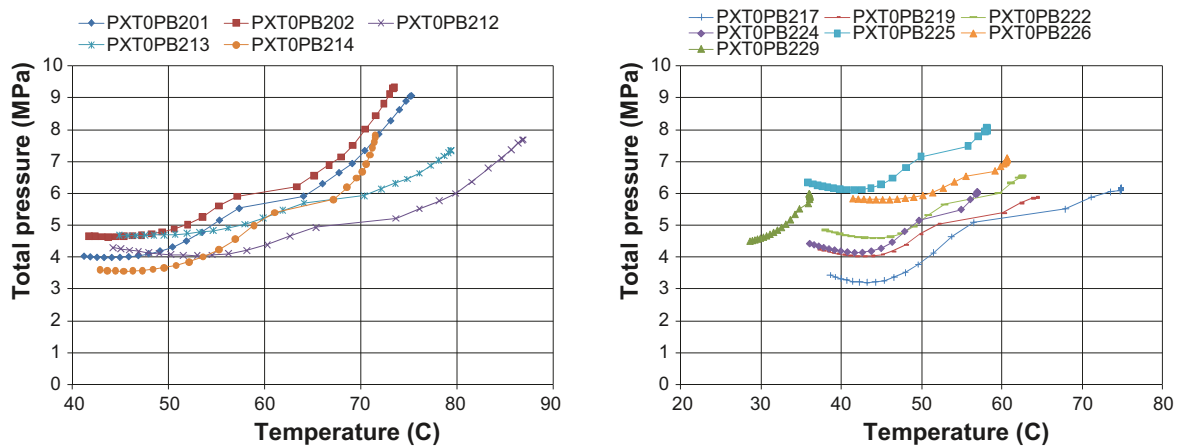 PXT0PB201 PXT0PB202 PXT0PB212
PXT0PB213 PXT0PB214
Total pressure (MPa)
10
9
8
7
6
5
4
3
2
1
0
40 50 60 70 80 90
Temperature (C)
PXT0PB217 PXT0PB219 PXT0PB222
PXT0PB224 PXT0PB225 PXT0PB226
PXT0PB229
Total pressure (MPa)
10
9
8
7
6
5
4
3
2
1
0
20 30 40 50 60 70 80
Temperature (C)